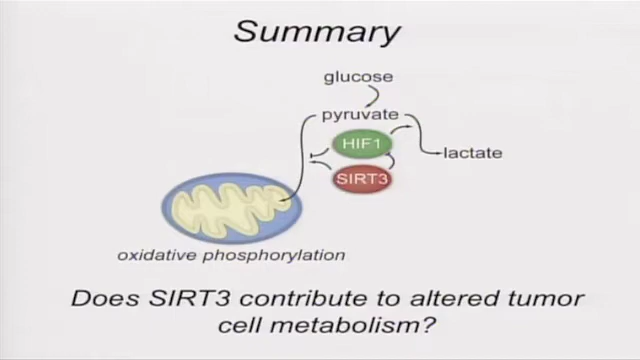 Summary
glucose
pyruvate
HIF1
lactate
SIRT3
oxidative phosphorylation
Does SIRT3 contribute to altered tumor
cell metabolism?